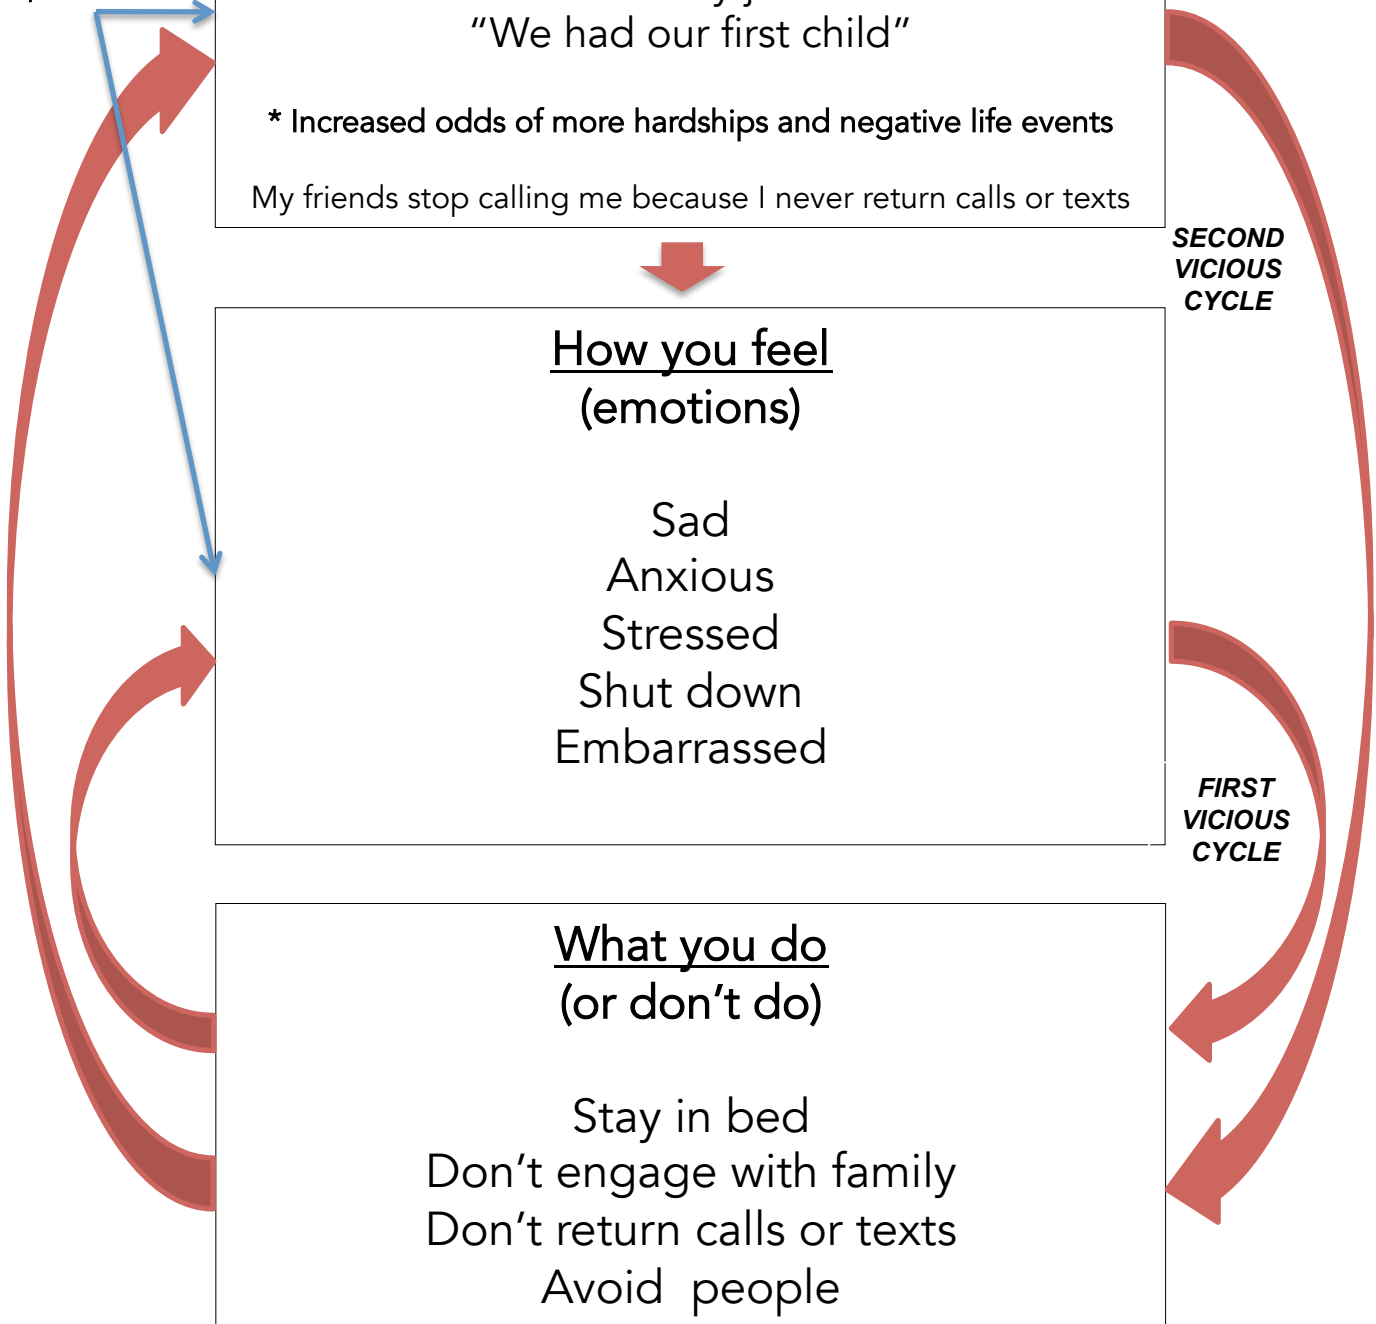 “We had our first child”
* Increased odds of more hardships and negative life events
My friends stop calling me because I never return calls or texts
SECOND
VICIOUS
CYCLE
How you feel
(emotions)
Sad
Anxious
Stressed
Shut down
Embarrassed
FIRST
VICIOUS
CYCLE
What you do
(or don’t do)
Stay in bed
Don’t engage with family
Don’t return calls or texts
Avoid  people